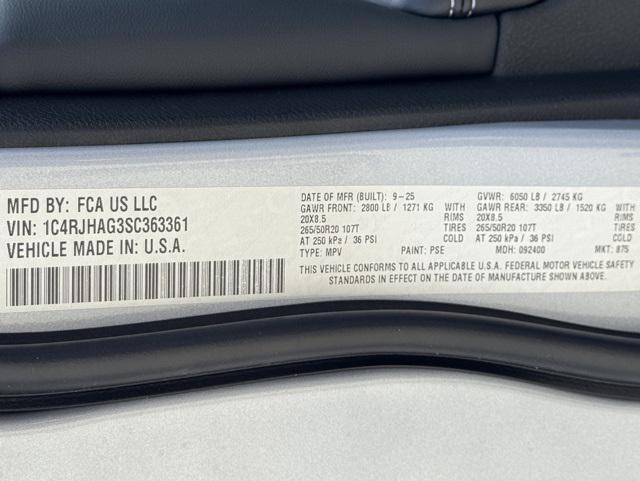 MFD BY: FCA US LLC
VIN: 1C4RJHAG3SC363361
VEHICLE MADE IN: U.S.A.
DATE OF MFR (BUILT): 9-25 GVWR: 6050 LB / 2745 KG
GAWR FRONT: 2800 LB / 1271 KG WITH GAWR REAR: 3350 LB / 1520 KG WITH
20X8.5 RIMS 20X8.5 RIMS
265/50R20 107T TIRES 265/50R20 107T TIRES
AT 250 kPa / 36 PSI COLD AT 250 kPa / 36 PSI COLD
TYPE: MPV PAINT: PSE MDH: 092400 MKT: 875
THIS VEHICLE CONFORMS TO ALL APPLICABLE U.S.A. FEDERAL MOTOR VEHICLE SAFETY
STANDARDS IN EFFECT ON THE DATE OF MANUFACTURE SHOWN ABOVE.